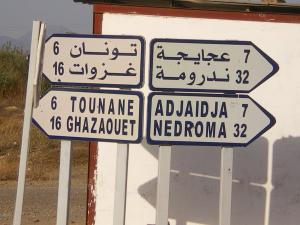 6 تونان
16 غزوات
عجايجة 7
ندرومة 32
6 TOUNANE
16 GHAZAOUET
ADJAIDJA 7
NEDROMA 32